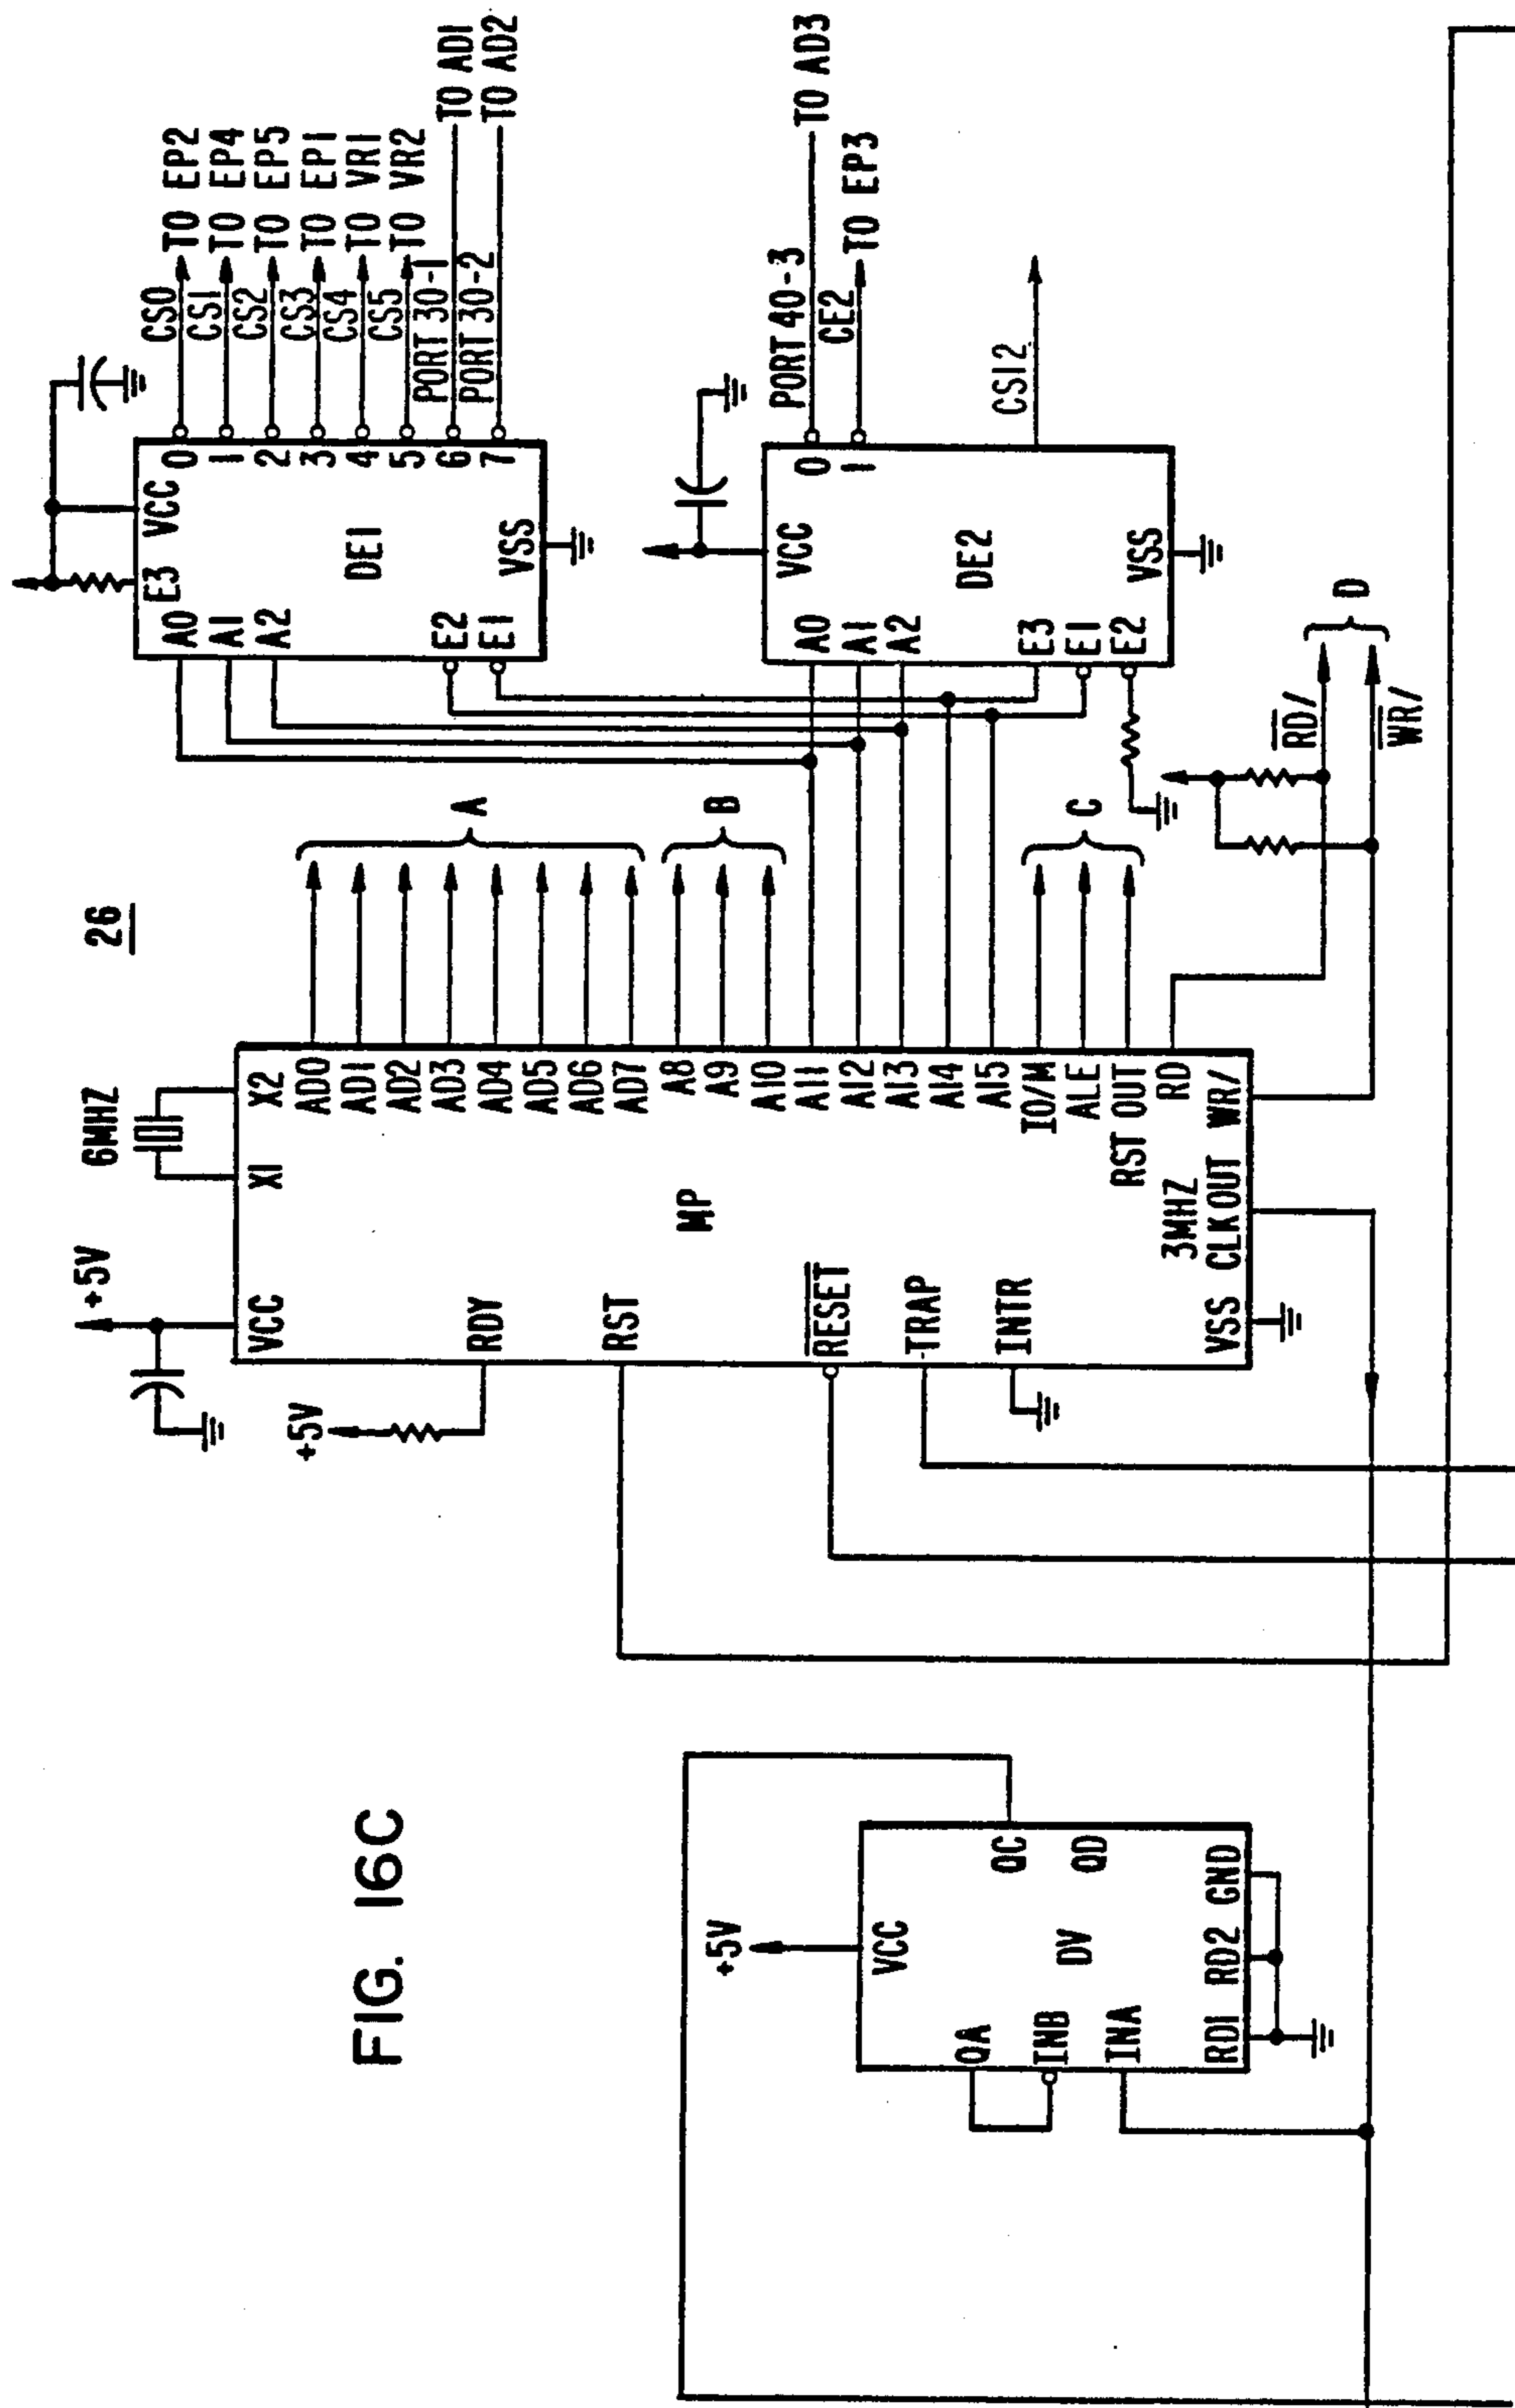 FIG. 16C
26
+5V
6MHZ
VCC
X1
X2
+5V
RDY
RST
RESET
TRAP
INTR
VSS
3MHZ
CLKOUT
WR/
MP
AD0
AD1
AD2
AD3
AD4
AD5
AD6
AD7
A8
A9
A10
A11
A12
A13
A14
A15
IO/M
ALE
RST OUT
RD
A
B
C
E3
VCC
A0
A1
A2
E2
E1
DE1
VSS
0
1
2
3
4
5
6
7
CS0 TO EP2
CS1 TO EP4
CS2 TO EP5
CS3 TO EP1
CS4 TO VR1
CS5 TO VR2
PORT 30-1 TO AD1
PORT 30-2 TO AD2
VCC
A0
A1
A2
E3
E1
E2
DE2
VSS
0
1
PORT 40-3 TO AD3
CE2 TO EP3
CS12
RD/
WR/
D
+5V
VCC
QA
INB
INA
DV
QC
QD
RD1
RD2
GND